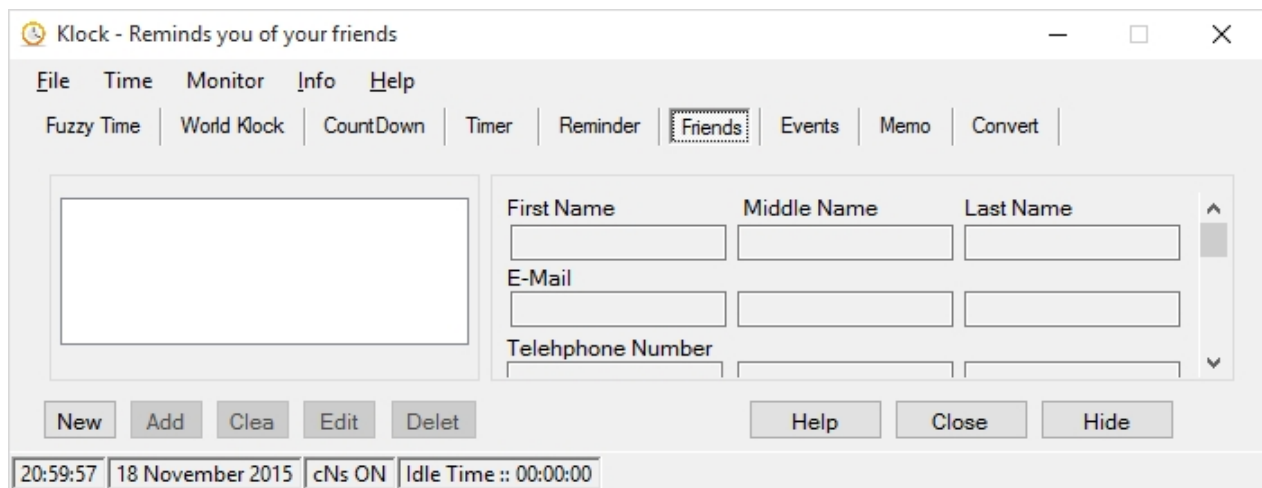 Klock - Reminds you of your friends
File Time Monitor Info Help
Fuzzy Time World Klock CountDown Timer Reminder Friends Events Memo Convert
First Name Middle Name Last Name
E-Mail
Telehphone Number
New Add Clea Edit Delet Help Close Hide
20:59:57 18 November 2015 cNs ON Idle Time :: 00:00:00